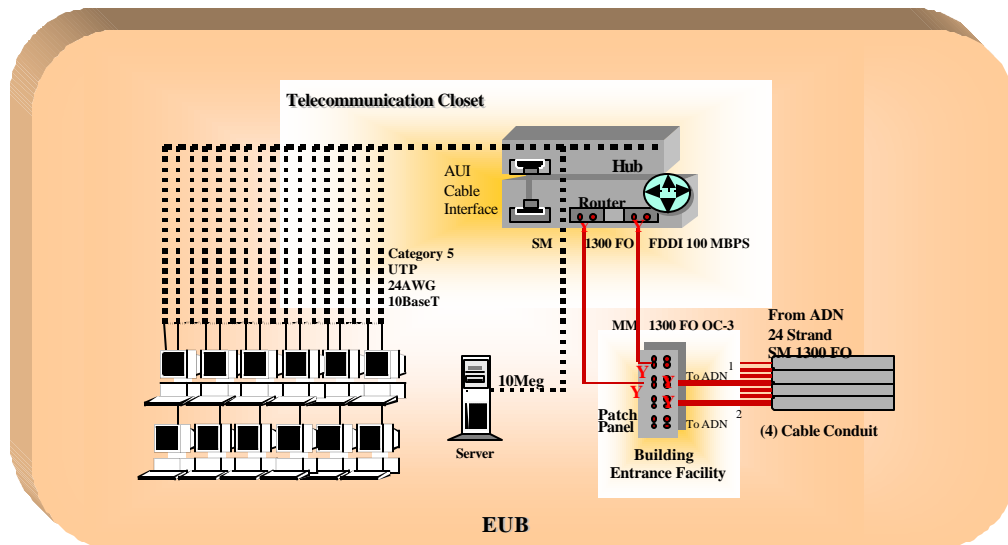 Telecommunication Closet
AUI
Cable
Interface
Hub
Router
SM 1300 FO FDDI 100 MBPS
Category 5
UTP
24AWG
10BaseT
MM 1300 FO OC-3
From ADN
24 Strand
SM 1300 FO
Y
Y
Y
Y
Y
Y
To ADN
1
2
10Meg
Patch
Panel
To ADN
(4) Cable Conduit
Server
Building
Entrance Facility
EUB